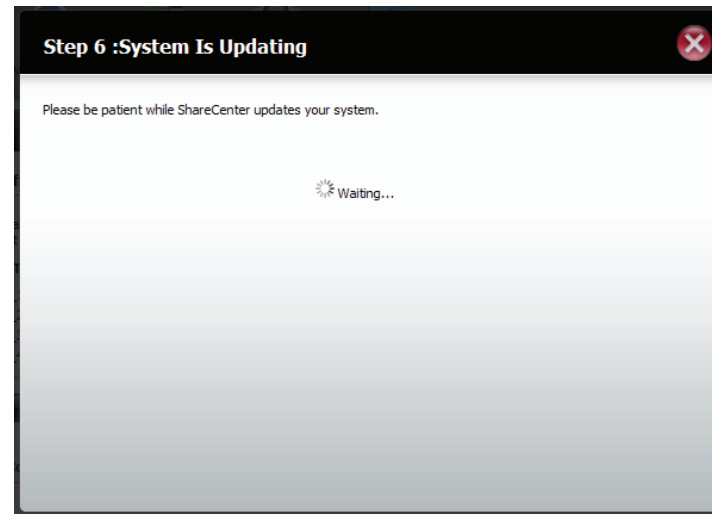 Step 6 :System Is Updating
Please be patient while ShareCenter updates your system.
Waiting...